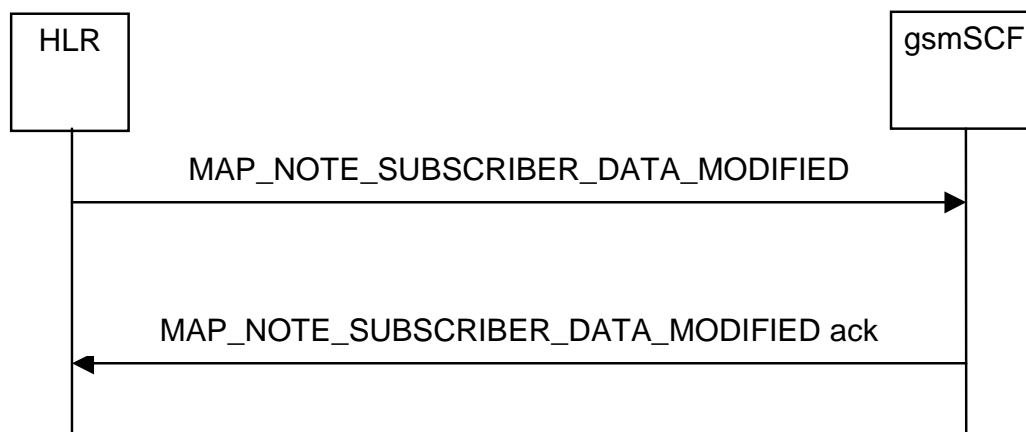 HLR
gsmSCF
MAP_NOTE_SUBSCRIBER_DATA_MODIFIED
MAP_NOTE_SUBSCRIBER_DATA_MODIFIED ack